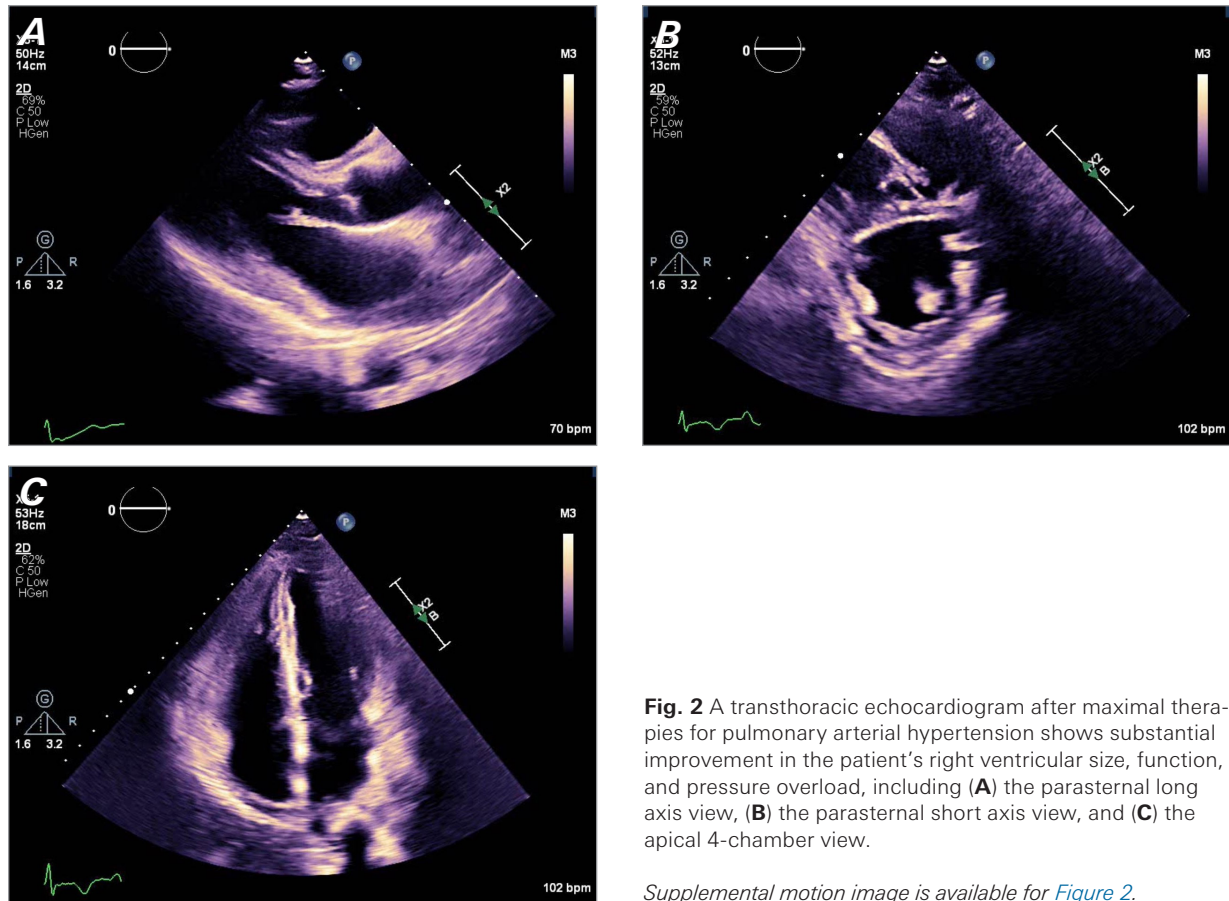 A
50Hz
14cm
0
P
M3
2D
69%
C 50
P Low
HGen
X2
G
P R
1.6 3.2
70 bpm
B
52Hz
13cm
0
P
M3
2D
59%
C 50
P Low
HGen
X2
B
G
P R
1.6 3.2
102 bpm
C
53Hz
18cm
0
P
M3
2D
62%
C 50
P Low
HGen
X2
B
G
P R
1.6 3.2
102 bpm
Fig. 2 A transthoracic echocardiogram after maximal thera-
pies for pulmonary arterial hypertension shows substantial
improvement in the patient's right ventricular size, function,
and pressure overload, including (A) the parasternal long
axis view, (B) the parasternal short axis view, and (C) the
apical 4-chamber view.
Supplemental motion image is available for Figure 2.